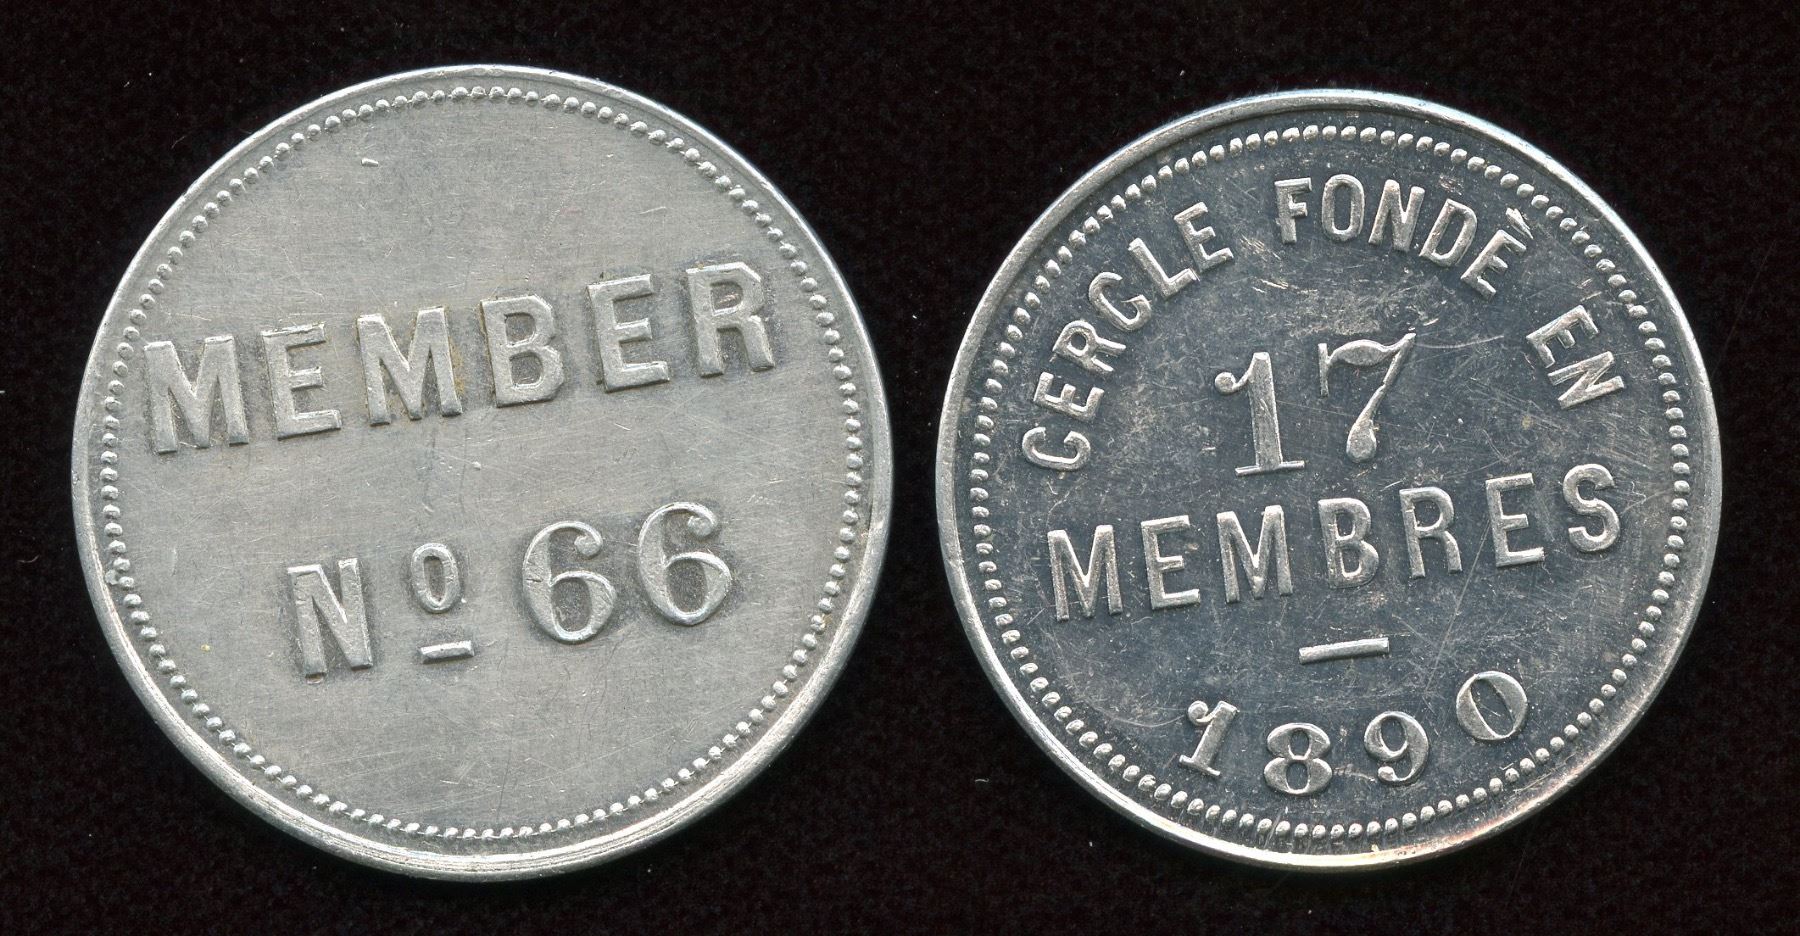 MEMBER
Nº 66
CERCLE FONDÉ EN
17
MEMBRES
1890